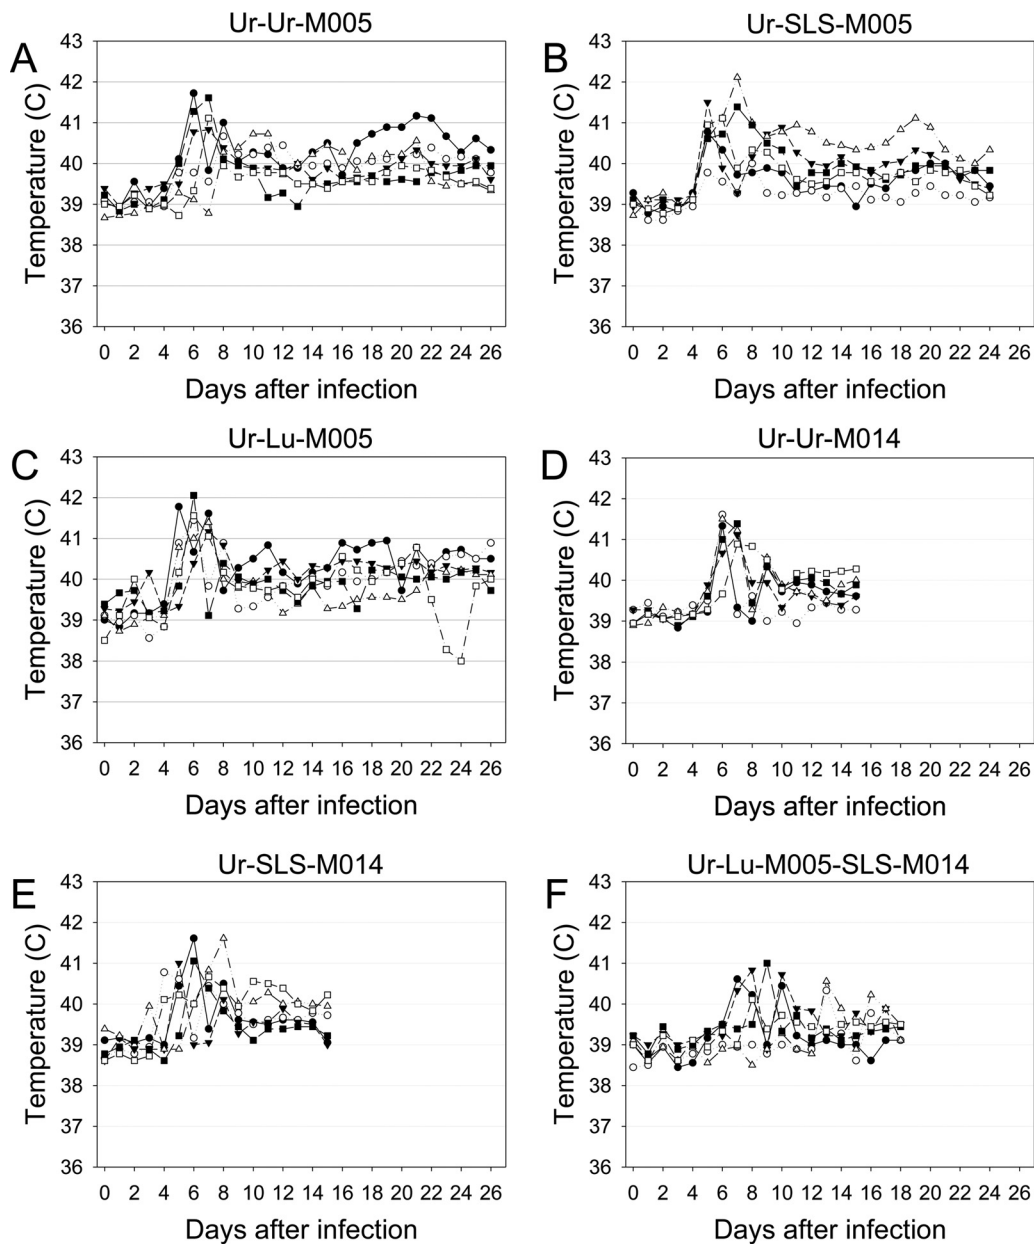 Ur-Ur-M005
A
Temperature (C)
43
42
41
40
39
38
37
36
0 2 4 6 8 10 12 14 16 18 20 22 24 26
Days after infection
Ur-SLS-M005
B
Temperature (C)
43
42
41
40
39
38
37
36
0 2 4 6 8 10 12 14 16 18 20 22 24 26
Days after infection
Ur-Lu-M005
C
Temperature (C)
43
42
41
40
39
38
37
36
0 2 4 6 8 10 12 14 16 18 20 22 24 26
Days after infection
Ur-Ur-M014
D
Temperature (C)
43
42
41
40
39
38
37
36
0 2 4 6 8 10 12 14 16 18 20 22 24 26
Days after infection
Ur-SLS-M014
E
Temperature (C)
43
42
41
40
39
38
37
36
0 2 4 6 8 10 12 14 16 18 20 22 24 26
Days after infection
Ur-Lu-M005-SLS-M014
F
Temperature (C)
43
42
41
40
39
38
37
36
0 2 4 6 8 10 12 14 16 18 20 22 24 26
Days after infection